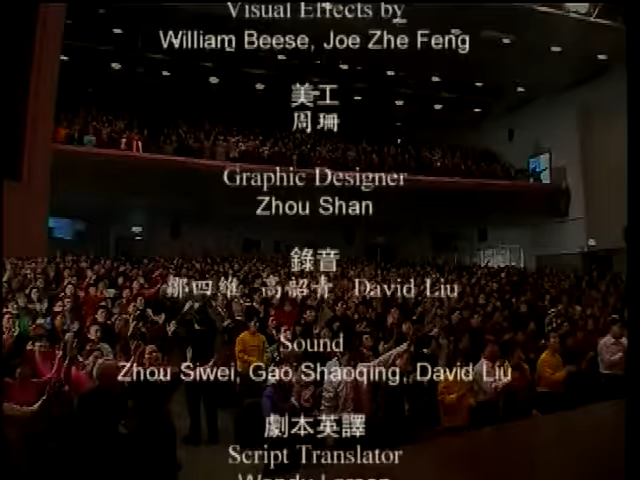 Visual Effects by
William Beese, Joe Zhe Feng
美工
周珊
Graphic Designer
Zhou Shan
錄音
鄒四維 高韶青 David Liu
Sound
Zhou Siwei, Gao Shaoqing, David Liu
劇本英譯
Script Translator